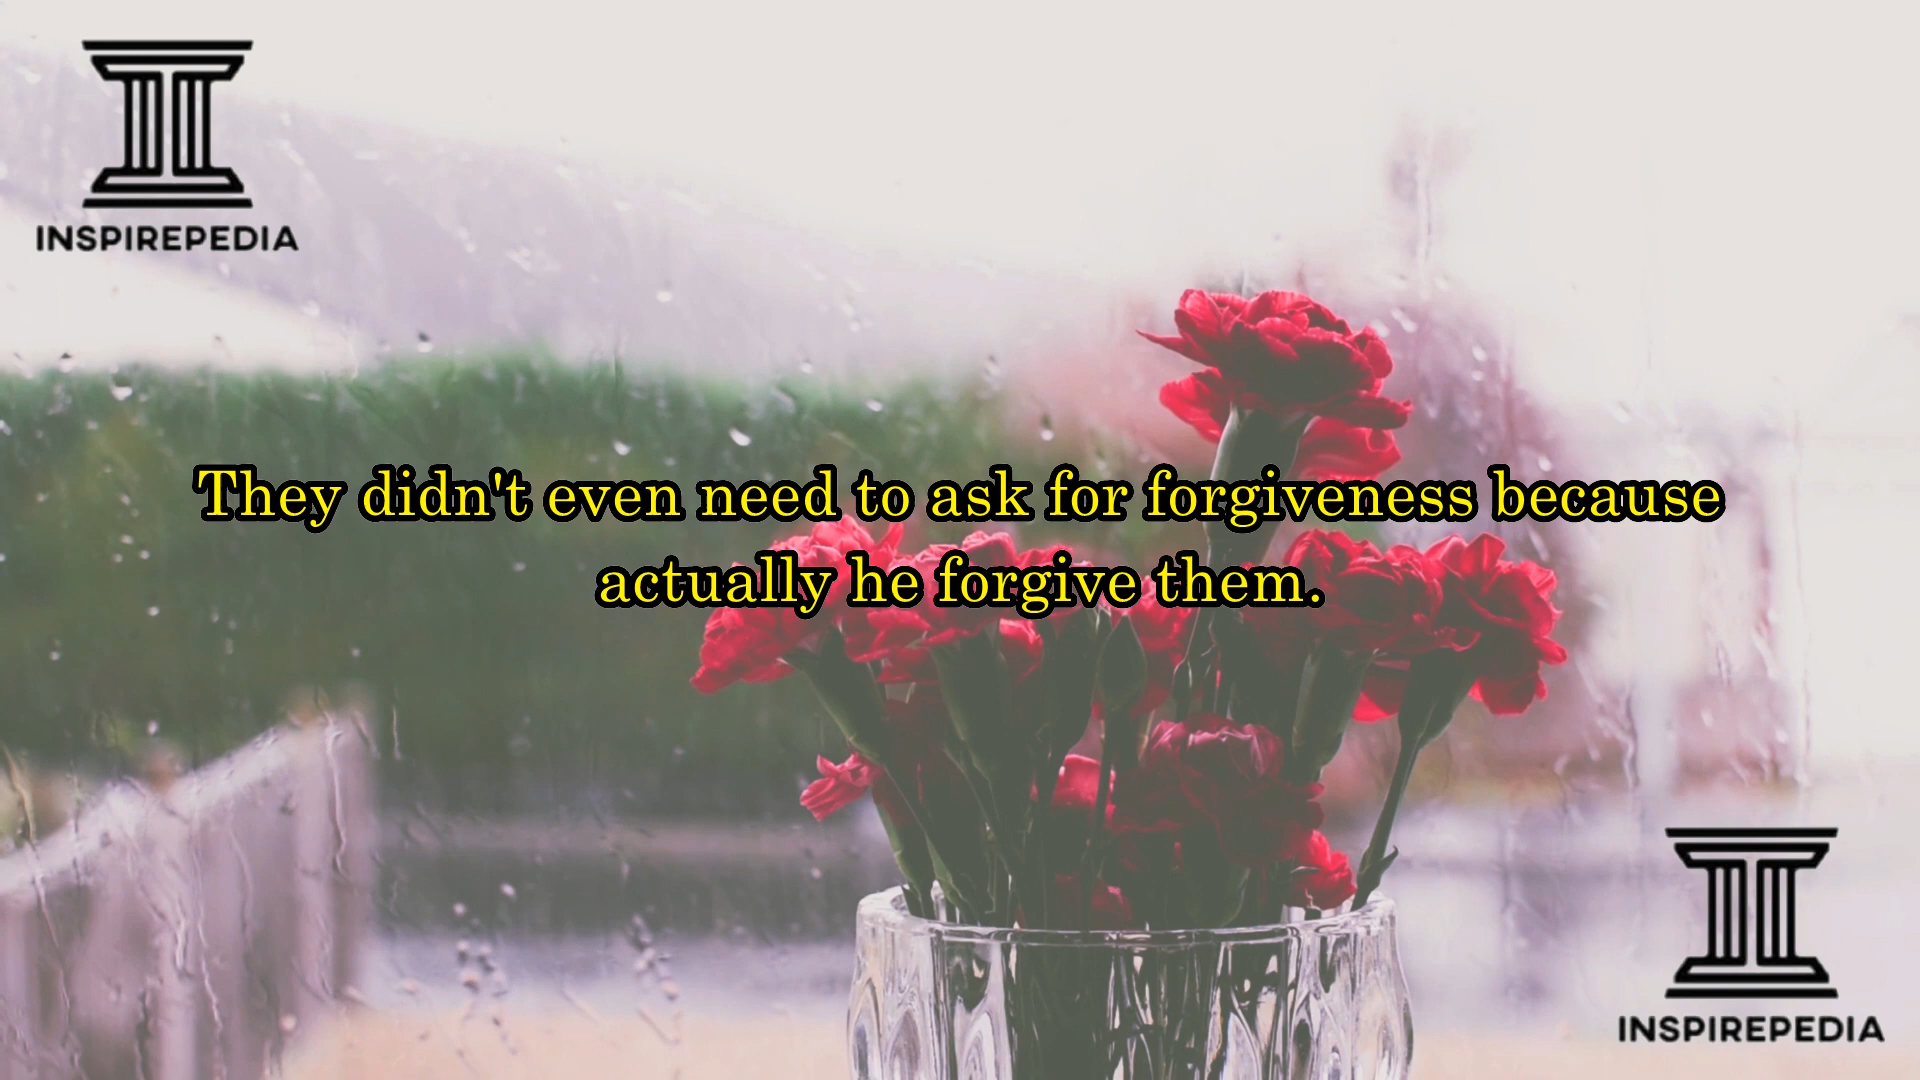 INSPIREPEDIA
They didn't even need to ask for forgiveness because
actually he forgive them.
INSPIREPEDIA